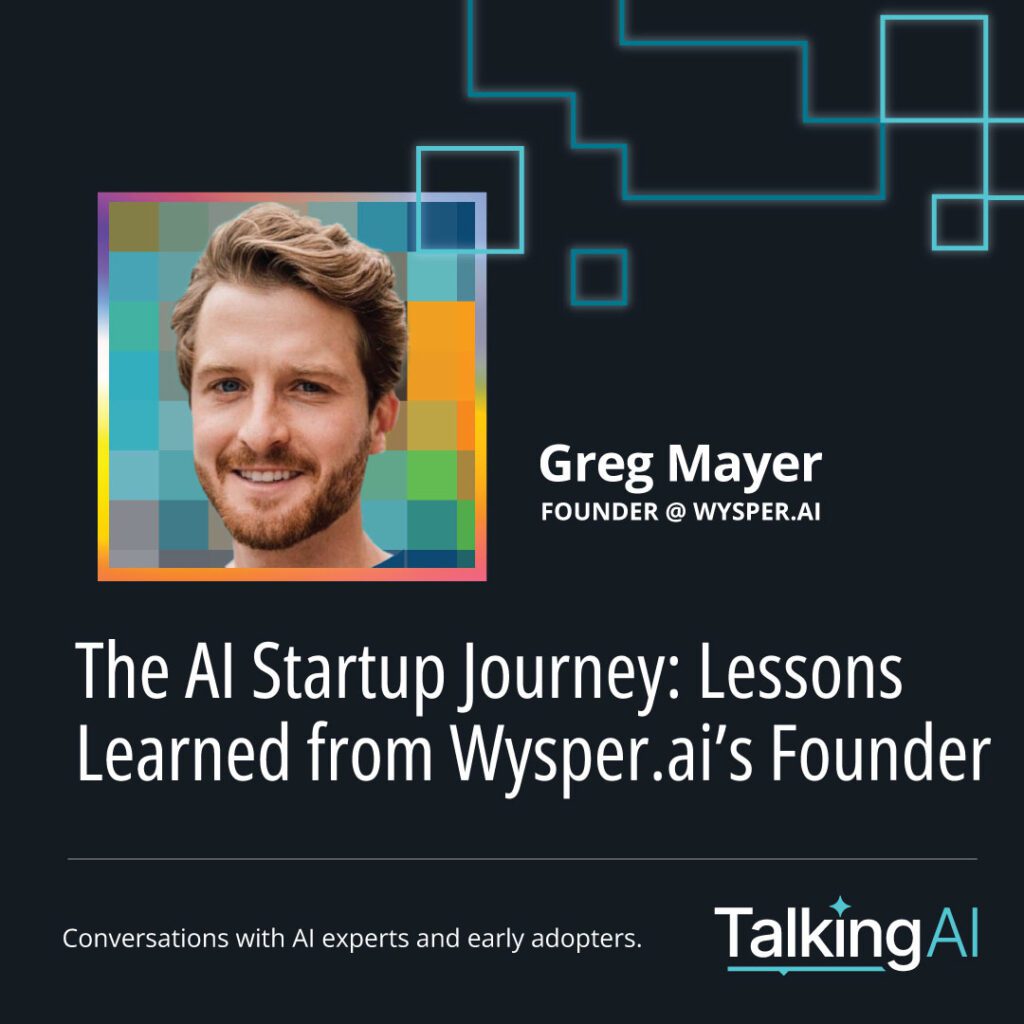 Greg Mayer
FOUNDER @ WYSPER.AI
The AI Startup Journey: Lessons
Learned from Wysper.ai’s Founder
Conversations with AI experts and early adopters.
TalkingAI